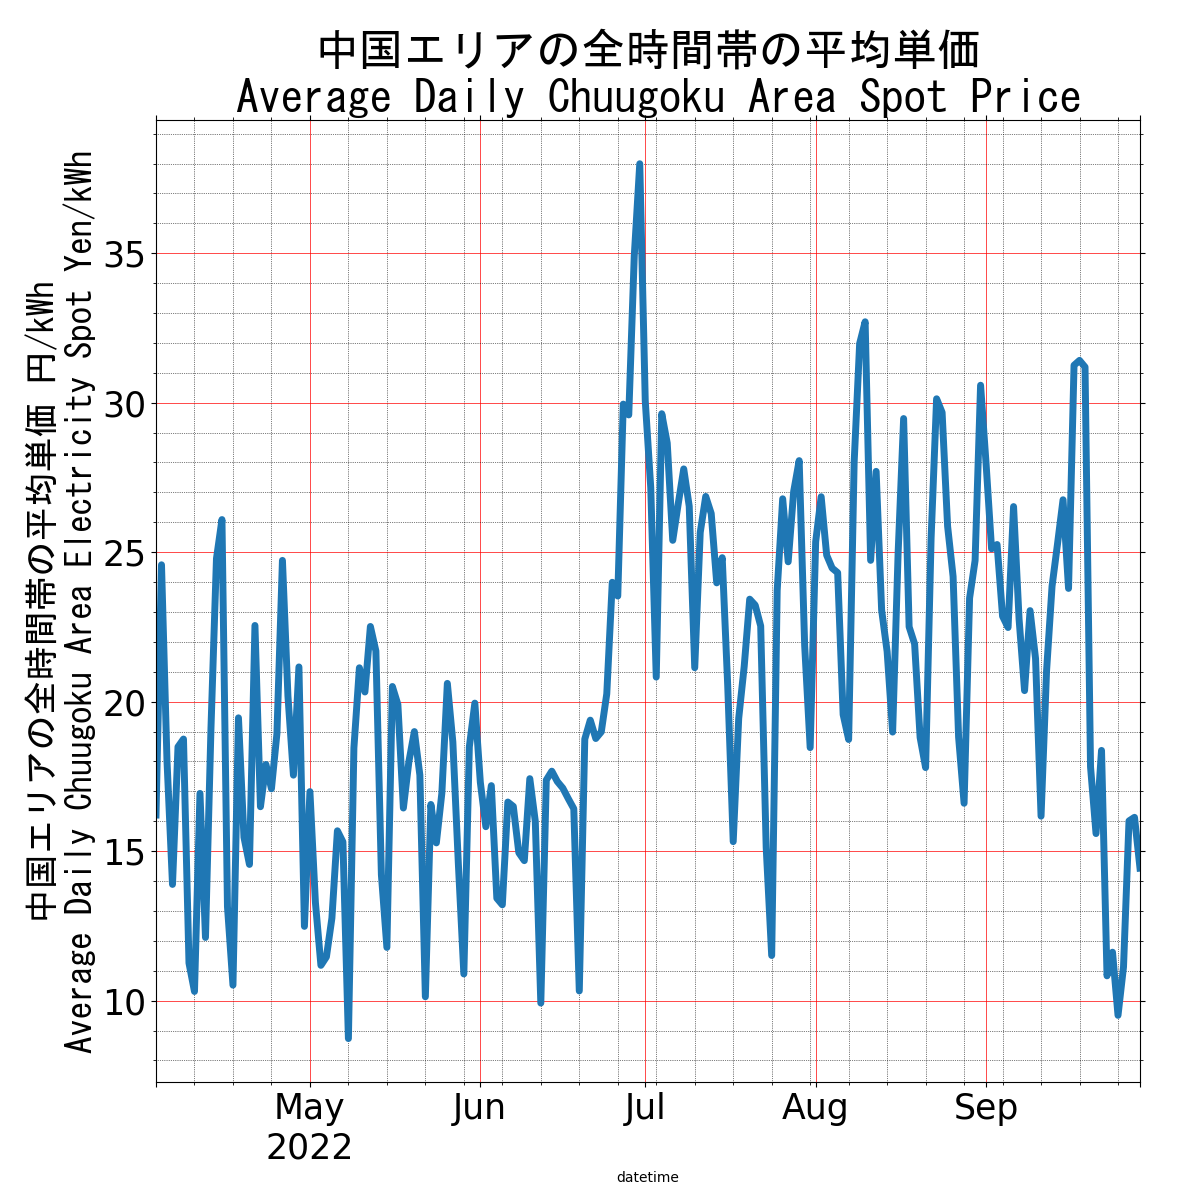 中国エリアの全時間帯の平均単価
Average Daily Chuugoku Area Spot Price
中国エリアの全時間帯の平均単価 円/kWh
Average Daily Chuugoku Area Electricity Spot Yen/kWh
35
30
25
20
15
10
May
2022
Jun
Jul
Aug
Sep
datetime